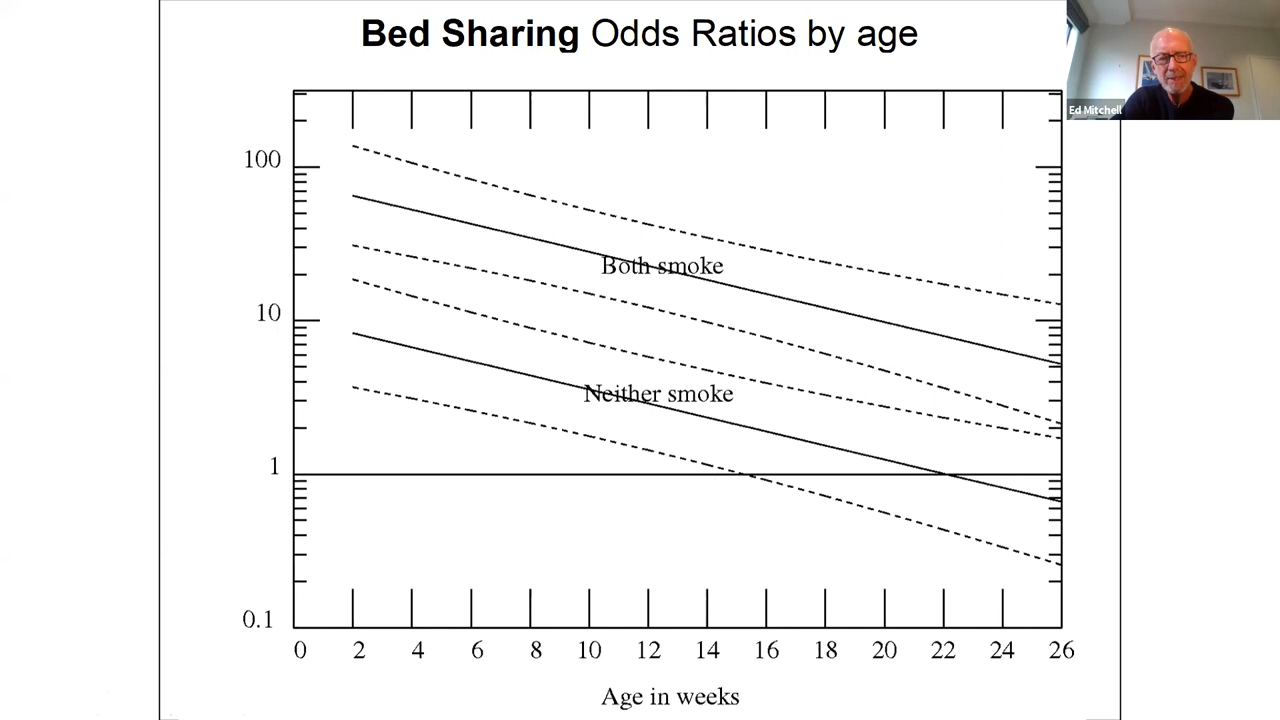 Bed Sharing Odds Ratios by age
Ed Mitchell
100
10
1
0.1
Both smoke
Neither smoke
0 2 4 6 8 10 12 14 16 18 20 22 24 26
Age in weeks